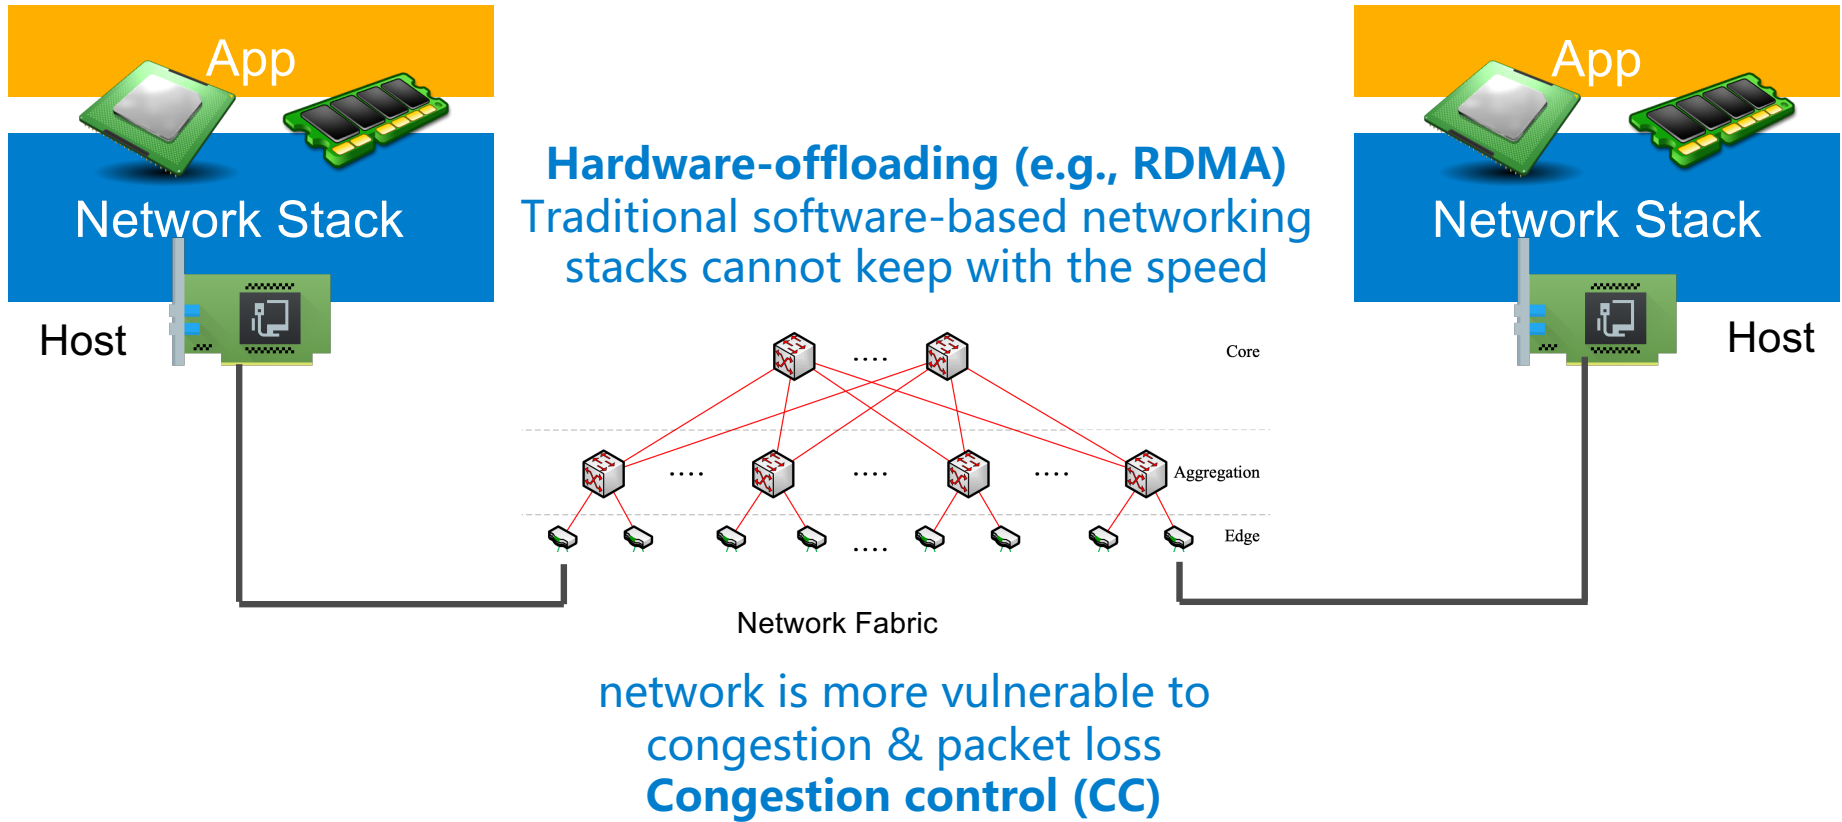 App
App
Hardware-offloading (e.g., RDMA)
Traditional software-based networking
stacks cannot keep with the speed
Network Stack
Network Stack
Host
Host
....
Core
....
....
....
Aggregation
....
Edge
Network Fabric
network is more vulnerable to
congestion & packet loss
Congestion control (CC)